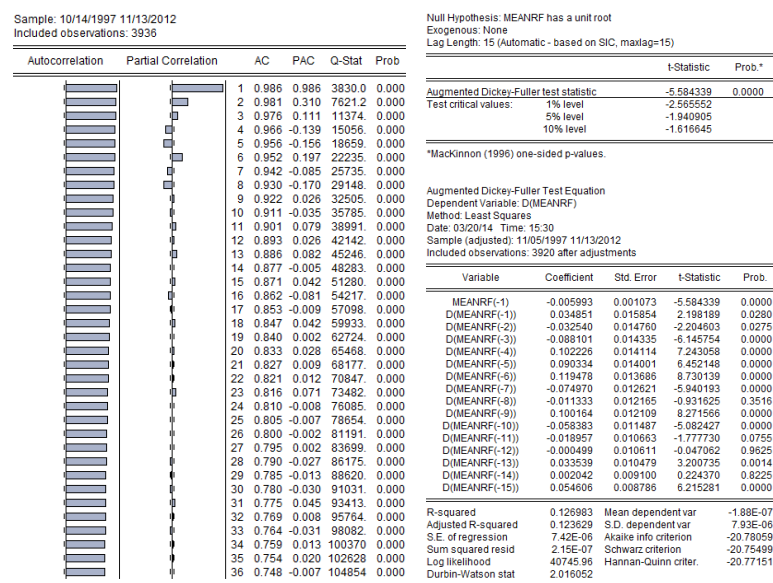 Sample: 10/14/1997 11/13/2012
Included observations: 3936
Autocorrelation Partial Correlation AC PAC Q-Stat Prob
1 0.986 0.986 3830.0 0.000
2 0.981 0.310 7621.2 0.000
3 0.976 0.111 11374. 0.000
4 0.966 -0.139 15056. 0.000
5 0.956 -0.156 18659. 0.000
6 0.952 0.197 22235. 0.000
7 0.942 -0.085 25735. 0.000
8 0.930 -0.170 29148. 0.000
9 0.922 0.026 32505. 0.000
10 0.911 -0.035 35785. 0.000
11 0.901 0.079 38991. 0.000
12 0.893 0.026 42142. 0.000
13 0.886 0.082 45246. 0.000
14 0.877 -0.005 48283. 0.000
15 0.871 0.042 51280. 0.000
16 0.862 -0.081 54217. 0.000
17 0.853 -0.009 57098. 0.000
18 0.847 0.042 59933. 0.000
19 0.840 0.002 62724. 0.000
20 0.833 0.028 65468. 0.000
21 0.827 0.009 68177. 0.000
22 0.821 0.012 70847. 0.000
23 0.816 0.071 73482. 0.000
24 0.810 -0.008 76085. 0.000
25 0.805 -0.007 78654. 0.000
26 0.800 -0.002 81191. 0.000
27 0.795 0.002 83699. 0.000
28 0.790 -0.027 86175. 0.000
29 0.785 -0.013 88620. 0.000
30 0.780 -0.030 91031. 0.000
31 0.775 0.045 93413. 0.000
32 0.769 0.008 95764. 0.000
33 0.764 -0.031 98082. 0.000
34 0.759 0.013 100370 0.000
35 0.754 0.020 102628 0.000
36 0.748 -0.007 104854 0.000
Null Hypothesis: MEANRF has a unit root
Exogenous: None
Lag Length: 15 (Automatic - based on SIC, maxlag=15)
t-Statistic Prob.*
Augmented Dickey-Fuller test statistic -5.584339 0.0000
Test critical values: 1% level -2.565552
5% level -1.940905
10% level -1.616645
*MacKinnon (1996) one-sided p-values.
Augmented Dickey-Fuller Test Equation
Dependent Variable: D(MEANRF)
Method: Least Squares
Date: 03/20/14 Time: 15:30
Sample (adjusted): 11/05/1997 11/13/2012
Included observations: 3920 after adjustments
Variable Coefficient Std. Error t-Statistic Prob.
MEANRF(-1) -0.005993 0.001073 -5.584339 0.0000
D(MEANRF(-1)) 0.034851 0.015854 2.198189 0.0280
D(MEANRF(-2)) -0.032540 0.014760 -2.204603 0.0275
D(MEANRF(-3)) -0.088101 0.014335 -6.145754 0.0000
D(MEANRF(-4)) 0.102226 0.014114 7.243058 0.0000
D(MEANRF(-5)) 0.090334 0.014001 6.452148 0.0000
D(MEANRF(-6)) 0.119478 0.013686 8.730139 0.0000
D(MEANRF(-7)) -0.074970 0.012621 -5.940193 0.0000
D(MEANRF(-8)) -0.011333 0.012165 -0.931625 0.3516
D(MEANRF(-9)) 0.100164 0.012109 8.271566 0.0000
D(MEANRF(-10)) -0.058383 0.011487 -5.082427 0.0000
D(MEANRF(-11)) -0.018957 0.010663 -1.777730 0.0755
D(MEANRF(-12)) -0.000499 0.010611 -0.047062 0.9625
D(MEANRF(-13)) 0.033539 0.010479 3.200735 0.0014
D(MEANRF(-14)) 0.002042 0.009100 0.224370 0.8225
D(MEANRF(-15)) 0.054606 0.008786 6.215281 0.0000
R-squared 0.126983 Mean dependent var -1.88E-07
Adjusted R-squared 0.123629 S.D. dependent var 7.93E-06
S.E. of regression 7.42E-06 Akaike info criterion -20.78059
Sum squared resid 2.15E-07 Schwarz criterion -20.75499
Log likelihood 40745.96 Hannan-Quinn criter. -20.77151
Durbin-Watson stat 2.016052